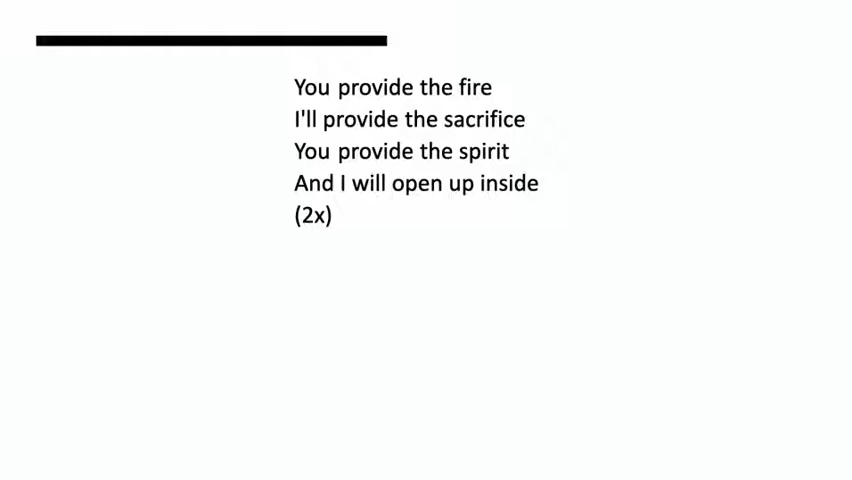 You provide the fire
I'll provide the sacrifice
You provide the spirit
And I will open up inside
(2x)